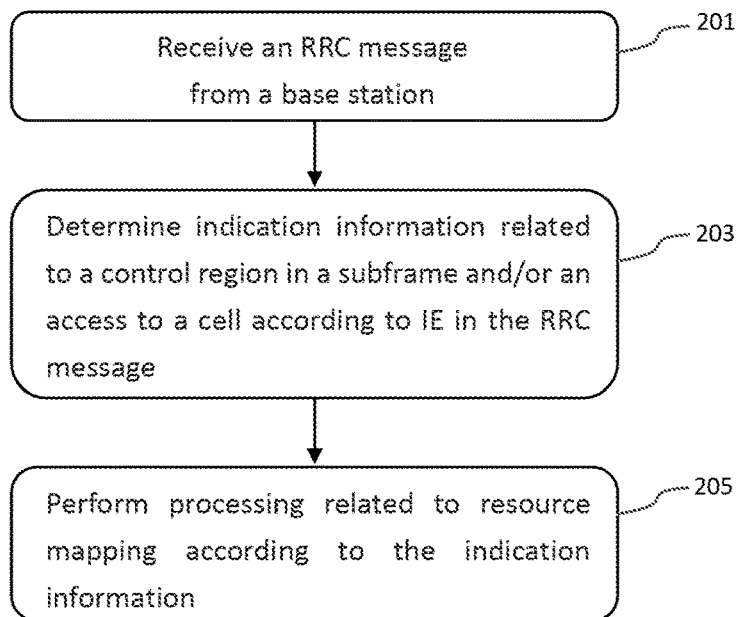 Receive an RRC message
from a base station
201
Determine indication information related
to a control region in a subframe and/or an
access to a cell according to IE in the RRC
message
203
Perform processing related to resource
mapping according to the indication
information
205